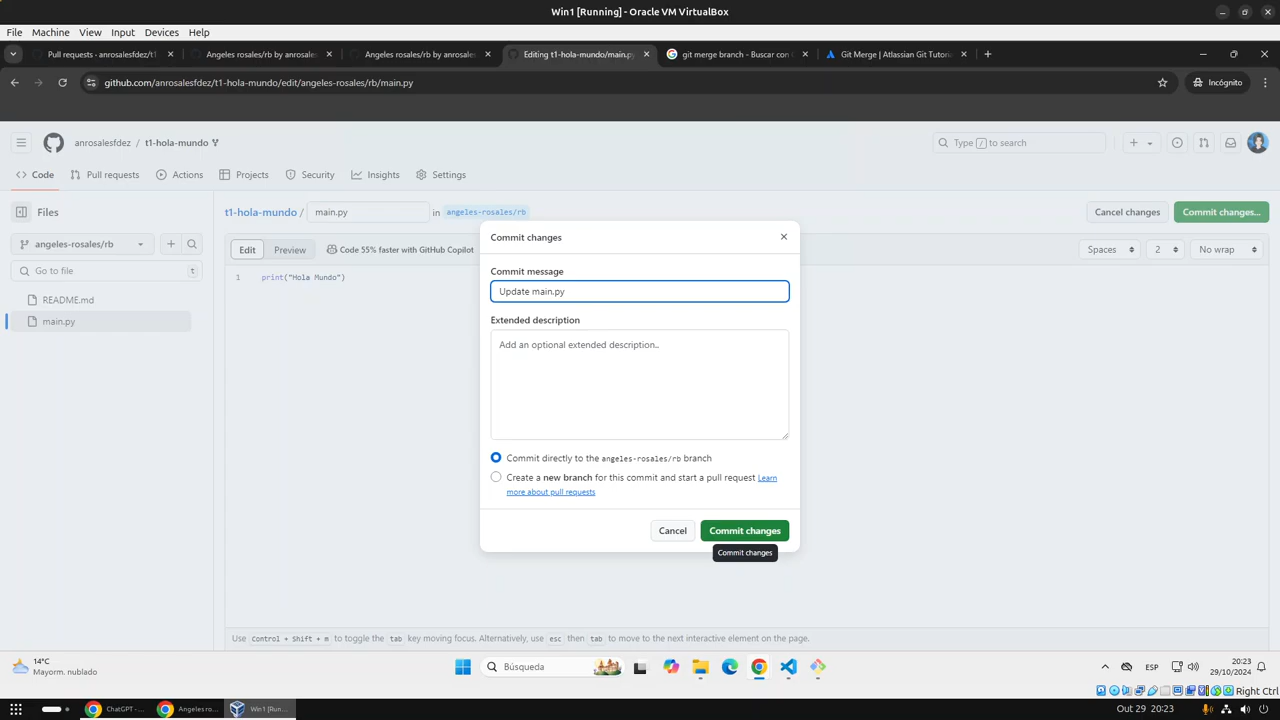 Win1 [Running] - Oracle VM VirtualBox
File Machine View Input Devices Help
Pull requests - anrosalesfdez/t1
Angeles rosales/rb by anrosales
Angeles rosales/rb by anrosales
Editing t1-hola-mundo/main.py
git merge branch - Buscar con G
Git Merge | Atlassian Git Tutoria
github.com/anrosalesfdez/t1-hola-mundo/edit/angeles-rosales/rb/main.py
Incógnito
anrosalesfdez / t1-hola-mundo
Type / to search
Code Pull requests Actions Projects Security Insights Settings
Files
t1-hola-mundo / main.py in angeles-rosales/rb
Cancel changes Commit changes...
angeles-rosales/rb
Edit Preview Code 55% faster with GitHub Copilot
Spaces 2 No wrap
Go to file t
1 print("Hola Mundo")
README.md
main.py
Commit changes
Commit message
Update main.py
Extended description
Add an optional extended description..
Commit directly to the angeles-rosales/rb branch
Create a new branch for this commit and start a pull request Learn
more about pull requests
Cancel Commit changes
Commit changes
Use Control + Shift + m to toggle the tab key moving focus. Alternatively, use esc then tab to move to the next interactive element on the page.
14°C
Mayorm. nublado
Búsqueda
ESP
20:23
29/10/2024
Right Ctrl
ChatGPT - ...
Angeles ro...
Win1 [Run...
Out 29 20:23